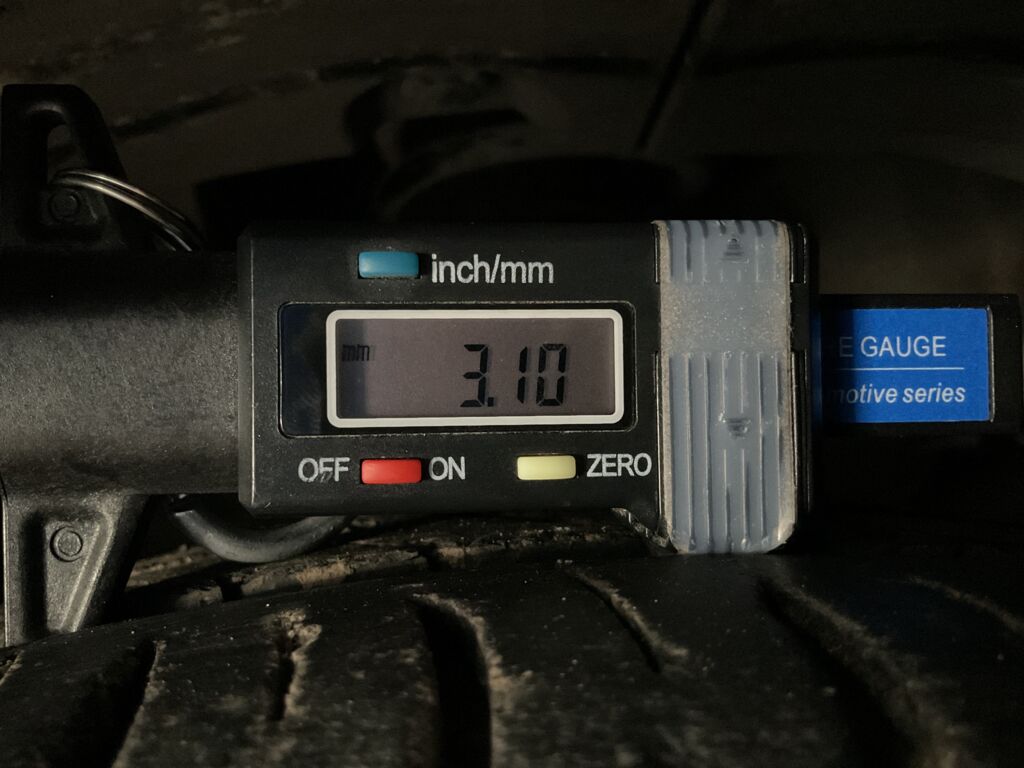 inch/mm
mm
3.10
OFF ON
ZERO
E GAUGE
motive series